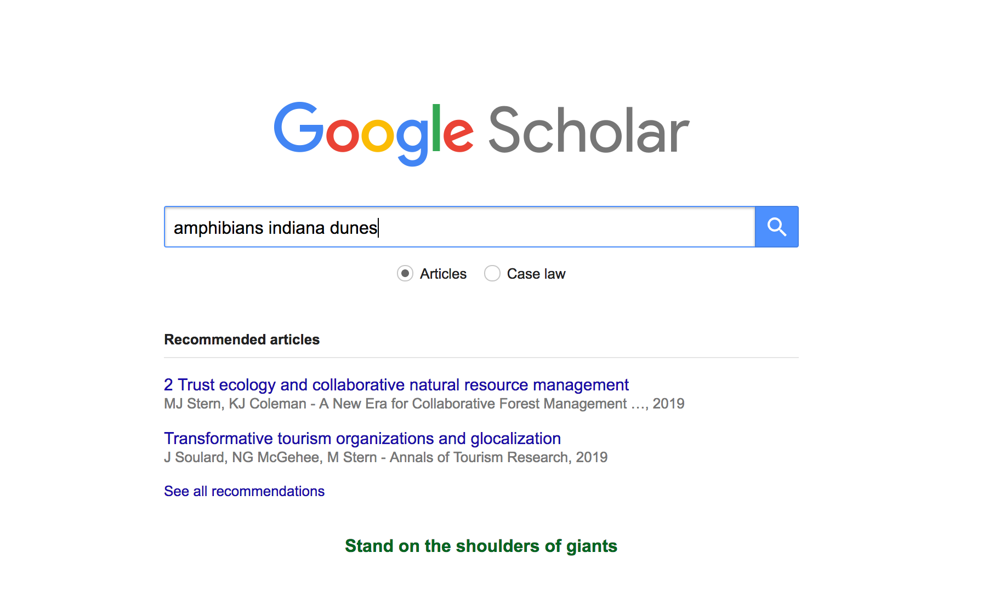 Google Scholar
amphibians indiana dunes
Articles Case law
Recommended articles
2 Trust ecology and collaborative natural resource management
MJ Stern, KJ Coleman - A New Era for Collaborative Forest Management …, 2019
Transformative tourism organizations and glocalization
J Soulard, NG McGehee, M Stern - Annals of Tourism Research, 2019
See all recommendations
Stand on the shoulders of giants